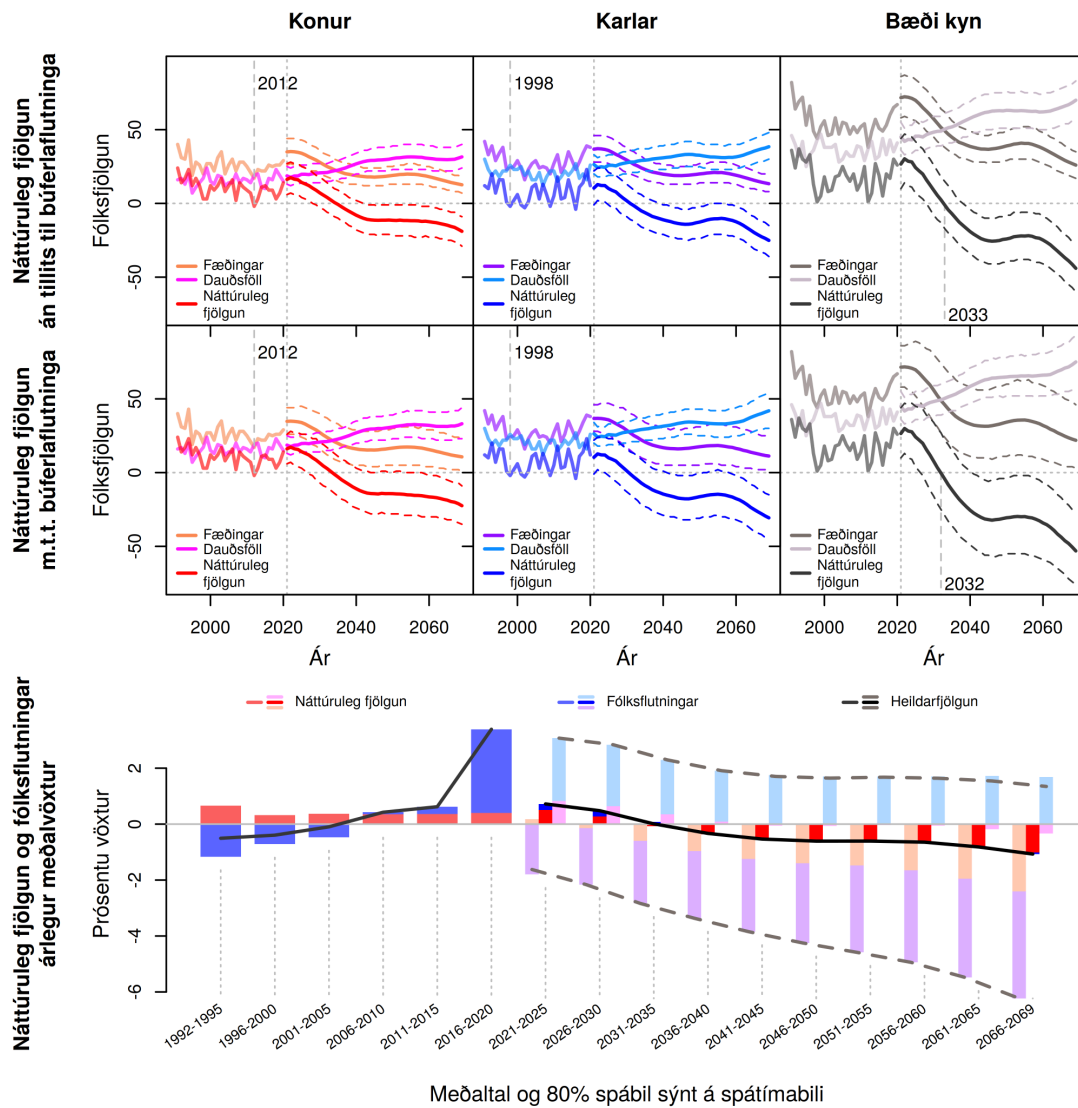 Konur
Karlar
Bæði kyn
Náttúruleg fjölgun
án tillits til búferlaflutninga
Fólksfjölgun
50
0
-50
2012
Fæðingar
Dauðsföll
Náttúruleg
fjölgun
1998
Fæðingar
Dauðsföll
Náttúruleg
fjölgun
Fæðingar
Dauðsföll
Náttúruleg
fjölgun
2033
Náttúruleg fjölgun
m.t.t. búferlaflutninga
Fólksfjölgun
50
0
-50
2012
Fæðingar
Dauðsföll
Náttúruleg
fjölgun
1998
Fæðingar
Dauðsföll
Náttúruleg
fjölgun
Fæðingar
Dauðsföll
Náttúruleg
fjölgun
2032
2000 2020 2040 2060
2000 2020 2040 2060
2000 2020 2040 2060
Ár
Ár
Ár
Náttúruleg fjölgun og fólksflutningar
árlegur meðalvöxtur
Prósentu vöxtur
Náttúruleg fjölgun
Fólksflutningar
Heildarfjölgun
2
0
-2
-4
-6
1992-1995
1996-2000
2001-2005
2006-2010
2011-2015
2016-2020
2021-2025
2026-2030
2031-2035
2036-2040
2041-2045
2046-2050
2051-2055
2056-2060
2061-2065
2066-2069
Meðaltal og 80% spábil sýnt á spátímabili